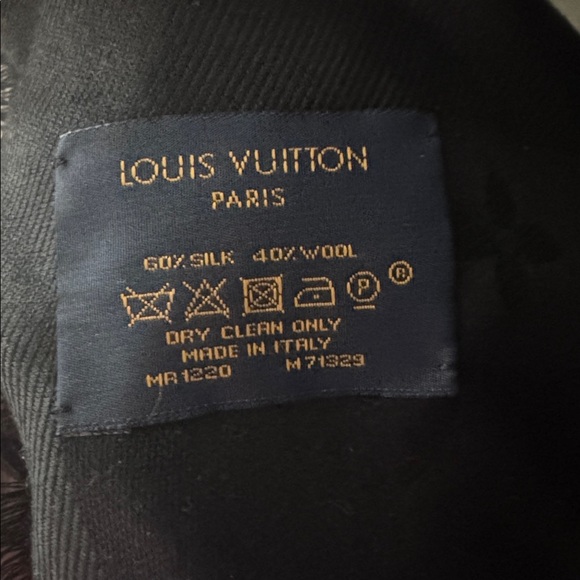 LOUIS VUITTON
PARIS
60% SILK 40% WOOL
P ®
DRY CLEAN ONLY
MADE IN ITALY
MR1220 M71329